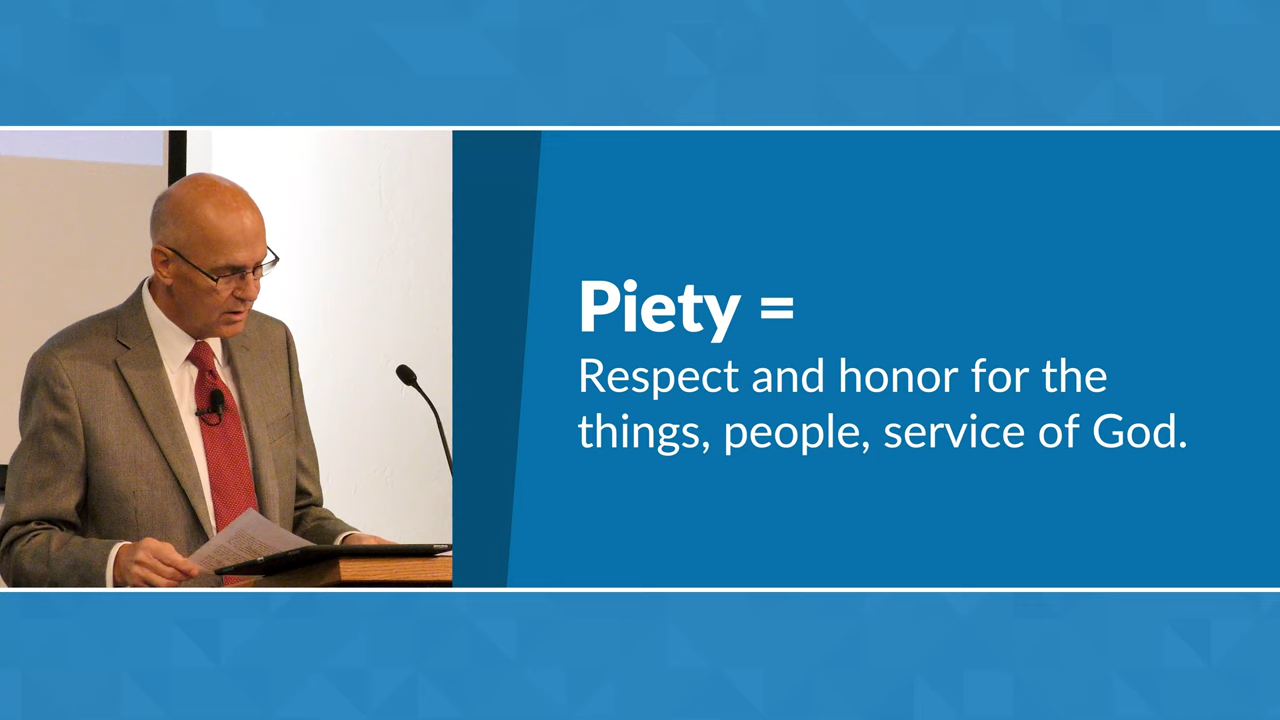 Piety =
Respect and honor for the
things, people, service of God.